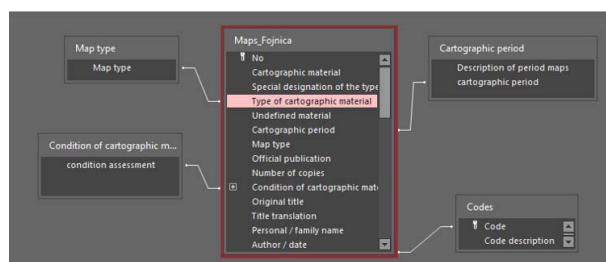 Map type
Map type
Condition of cartographic m...
condition assessment
Maps_Fojnica
No
Cartographic material
Special designation of the type
Type of cartographic material
Undefined material
Cartographic period
Map type
Official publication
Number of copies
Condition of cartographic mat
Original title
Title translation
Personal / family name
Author / date
Cartographic period
Description of period maps
cartographic period
Codes
Code
Code description